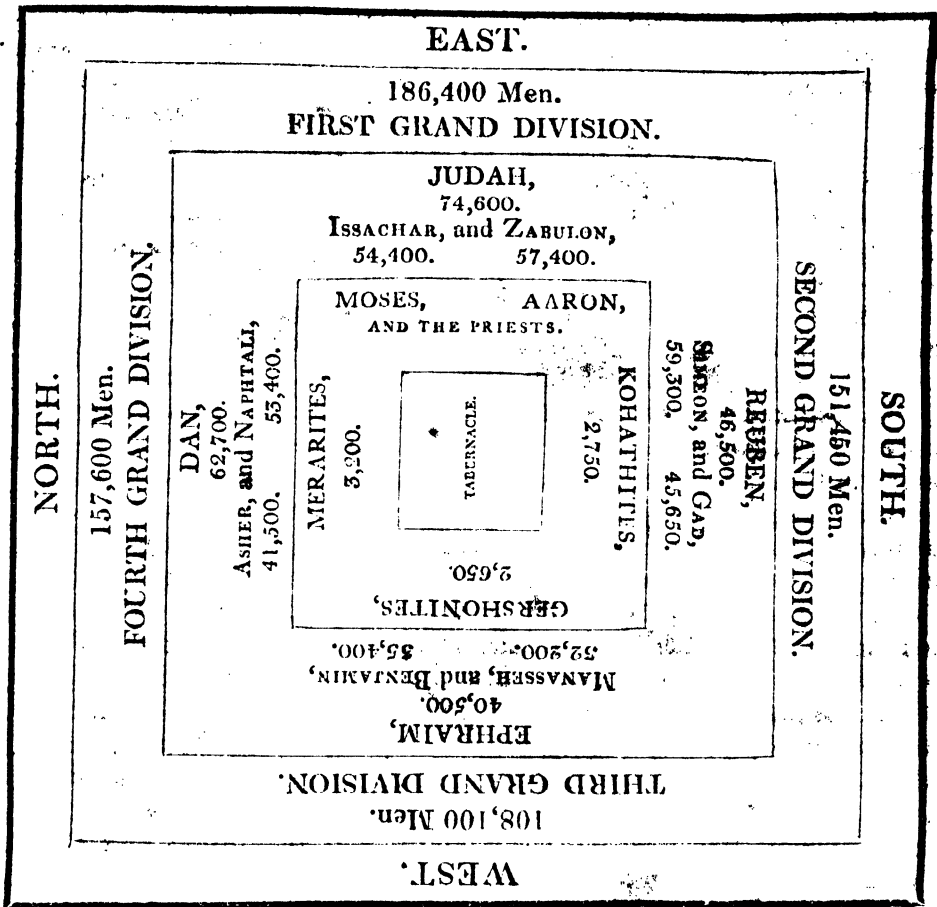 EAST.
186,400 Men.
FIRST GRAND DIVISION.
JUDAH,
74,600.
ISSACHAR, and ZABULON,
54,400. 57,400.
MOSES, AARON,
AND THE PRIESTS.
SOUTH.
151,450 Men.
SECOND GRAND DIVISION.
REUBEN,
46,500.
SIMEON, and GAD,
59,300. 45,650.
KOHATHITES,
2,750.
WEST.
108,100 Men.
THIRD GRAND DIVISION.
EPHRAIM,
40,500.
MANASSEH, and BENJAMIN,
32,200. 35,400.
GERSHONITES,
2,650.
NORTH.
157,600 Men.
FOURTH GRAND DIVISION.
DAN,
62,700.
ASHER, and NAPHTALI,
41,500. 53,400.
MERARITES,
3,200.
TABERNACLE.